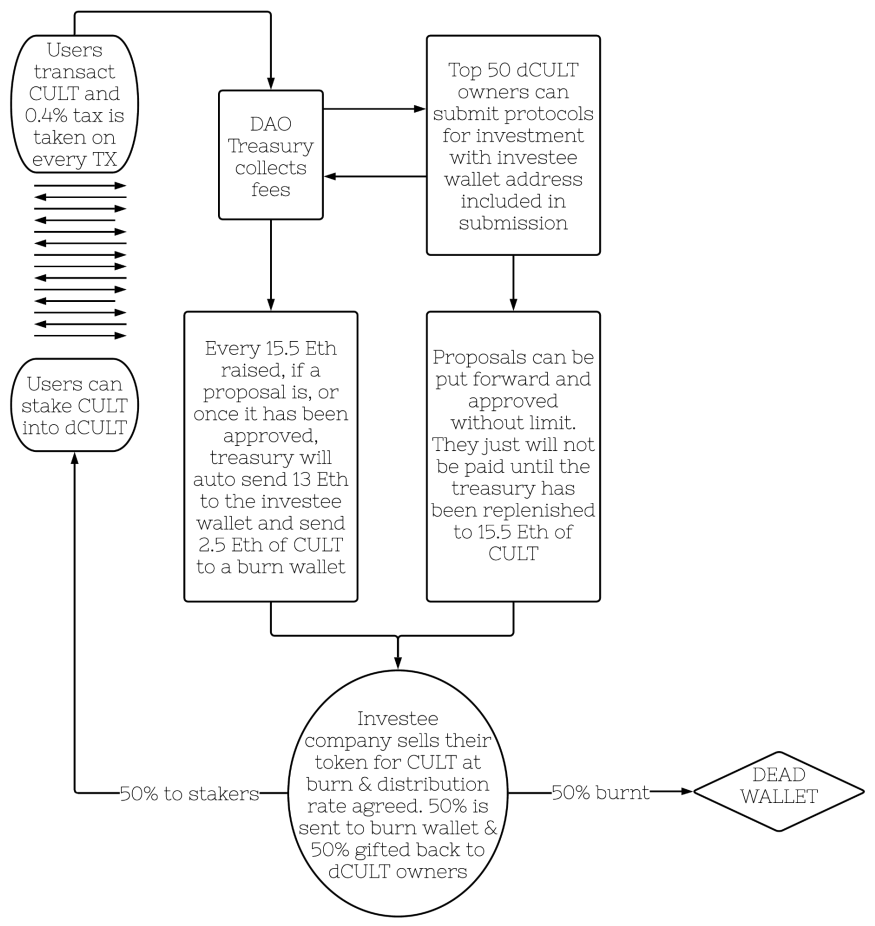 Users
transact
CULT and
0.4% tax is
taken on
every TX
DAO
Treasury
collects
fees
Top 50 dCULT
owners can
submit protocols
for investment
with investee
wallet address
included in
submission
Users can
stake CULT
into dCULT
Every 15.5 Eth
raised, if a
proposal is, or
once it has been
approved,
treasury will
auto send 13 Eth
to the investee
wallet and send
2.5 Eth of CULT
to a burn wallet
Proposals can be
put forward and
approved
without limit.
They just will not
be paid until the
treasury has
been replenished
to 15.5 Eth of
CULT
Investee
company sells their
token for CULT at
burn & distribution
rate agreed. 50% is
sent to burn wallet &
50% gifted back to
dCULT owners
50% to stakers
50% burnt
DEAD
WALLET